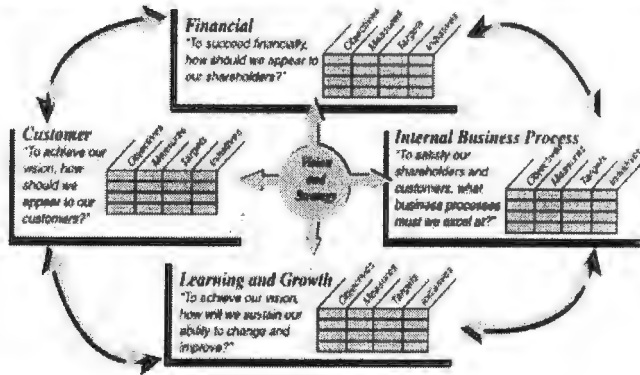 Financial
"To succeed financially,
how should we appear to
our shareholders?"
Objectives
Measures
Targets
Initiatives
Customer
"To achieve our
vision, how
should we
appear to our
customers?"
Objectives
Measures
Targets
Initiatives
Vision
and
Strategy
Internal Business Process
"To satisfy our
shareholders and
customers, what
business processes
must we excel at?"
Objectives
Measures
Targets
Initiatives
Learning and Growth
"To achieve our vision,
how will we sustain our
ability to change and
improve?"
Objectives
Measures
Targets
Initiatives